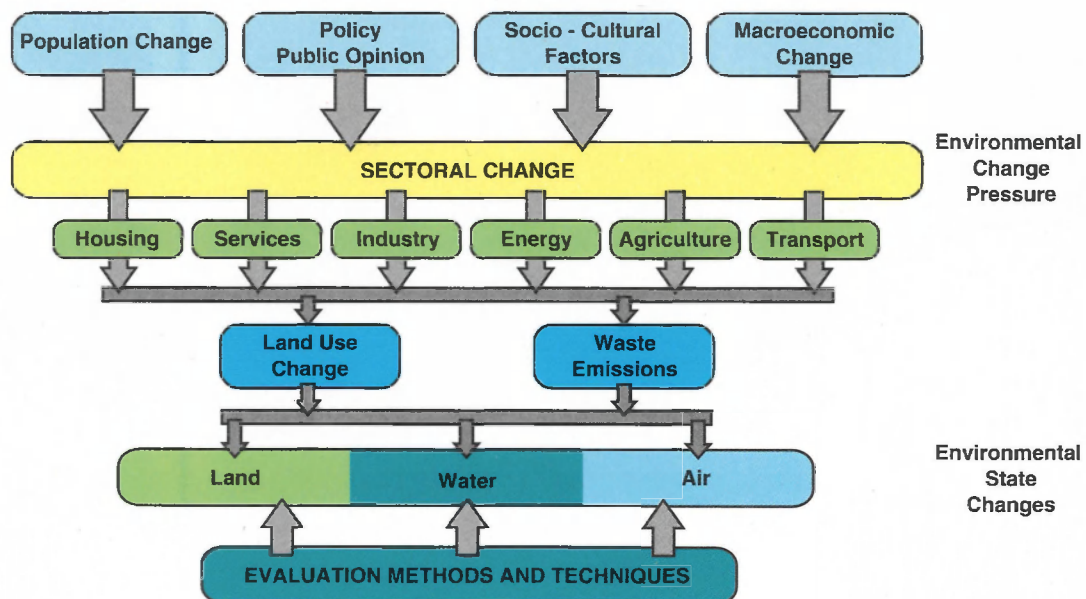 Population Change
Policy
Public Opinion
Socio - Cultural
Factors
Macroeconomic
Change
SECTORAL CHANGE
Environmental
Change
Pressure
Housing
Services
Industry
Energy
Agriculture
Transport
Land Use
Change
Waste
Emissions
Land
Water
Air
Environmental
State
Changes
EVALUATION METHODS AND TECHNIQUES